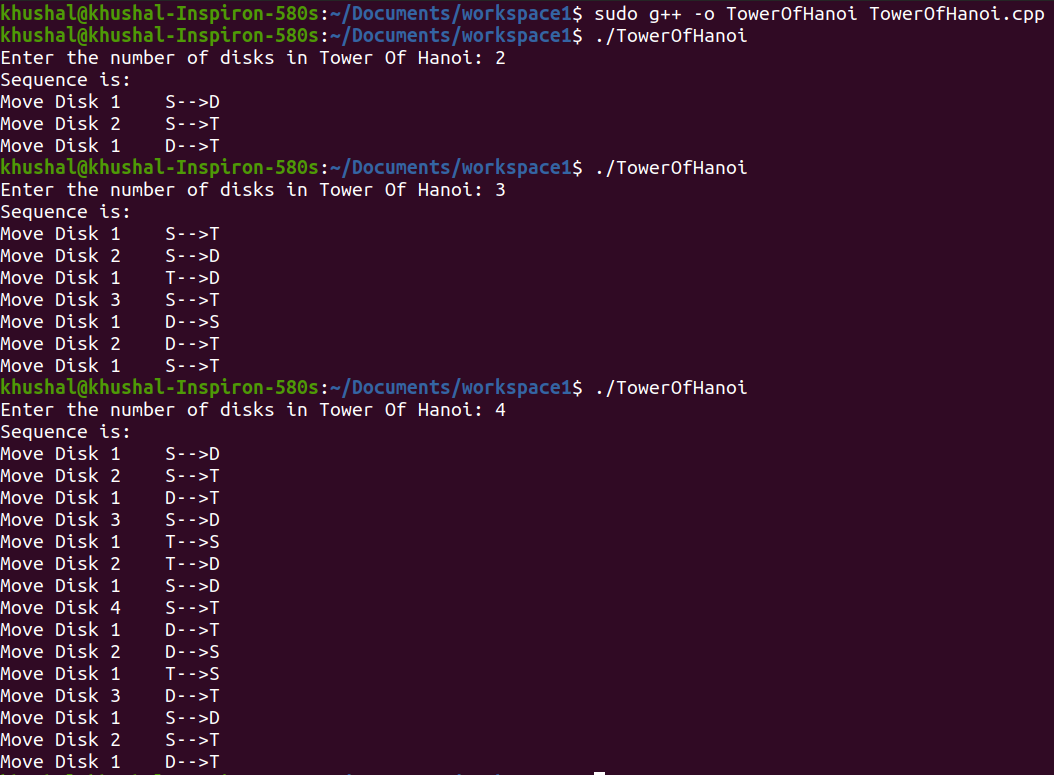 khushal@khushal-Inspiron-580s:~/Documents/workspace1$ sudo g++ -o TowerOfHanoi TowerOfHanoi.cpp
khushal@khushal-Inspiron-580s:~/Documents/workspace1$ ./TowerOfHanoi
Enter the number of disks in Tower Of Hanoi: 2
Sequence is:
Move Disk 1    S-->D
Move Disk 2    S-->T
Move Disk 1    D-->T
khushal@khushal-Inspiron-580s:~/Documents/workspace1$ ./TowerOfHanoi
Enter the number of disks in Tower Of Hanoi: 3
Sequence is:
Move Disk 1    S-->T
Move Disk 2    S-->D
Move Disk 1    T-->D
Move Disk 3    S-->T
Move Disk 1    D-->S
Move Disk 2    D-->T
Move Disk 1    S-->T
khushal@khushal-Inspiron-580s:~/Documents/workspace1$ ./TowerOfHanoi
Enter the number of disks in Tower Of Hanoi: 4
Sequence is:
Move Disk 1    S-->D
Move Disk 2    S-->T
Move Disk 1    D-->T
Move Disk 3    S-->D
Move Disk 1    T-->S
Move Disk 2    T-->D
Move Disk 1    S-->D
Move Disk 4    S-->T
Move Disk 1    D-->T
Move Disk 2    D-->S
Move Disk 1    T-->S
Move Disk 3    D-->T
Move Disk 1    S-->D
Move Disk 2    S-->T
Move Disk 1    D-->T